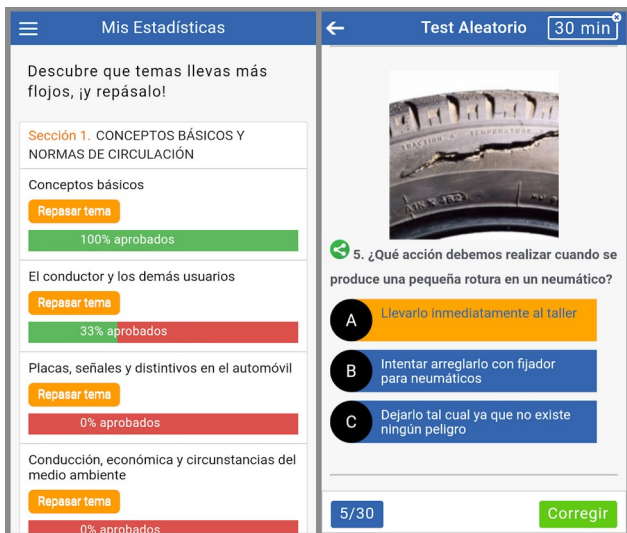 Mis Estadísticas
Descubre que temas llevas más
flojos, ¡y repásalo!
Sección 1. CONCEPTOS BÁSICOS Y
NORMAS DE CIRCULACIÓN
Conceptos básicos
Repasar tema
100% aprobados
El conductor y los demás usuarios
Repasar tema
33% aprobados
Placas, señales y distintivos en el automóvil
Repasar tema
0% aprobados
Conducción, económica y circunstancias del
medio ambiente
Repasar tema
0% aprobados
Test Aleatorio
30 min
TRACTION A TEMPERATURE
5. ¿Qué acción debemos realizar cuando se
produce una pequeña rotura en un neumático?
A
Llevarlo inmediatamente al taller
B
Intentar arreglarlo con fijador
para neumáticos
C
Dejarlo tal cual ya que no existe
ningún peligro
5/30
Corregir